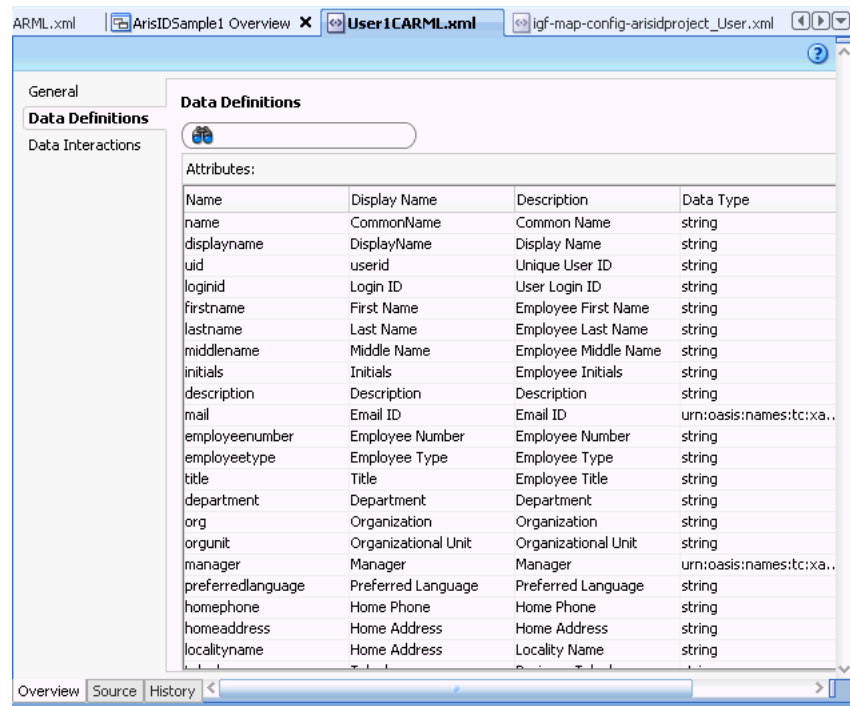 ARML.xml ArisIDSample1 Overview User1CARML.xml igf-map-config-arisidproject_User.xml
General
Data Definitions
Data Interactions
Data Definitions
Attributes:
Name Display Name Description Data Type
name CommonName Common Name string
displayname DisplayName Display Name string
uid userid Unique User ID string
loginid Login ID User Login ID string
firstname First Name Employee First Name string
lastname Last Name Employee Last Name string
middlename Middle Name Employee Middle Name string
initials Initials Employee Initials string
description Description Description string
mail Email ID Email ID urn:oasis:names:tc:xa..
employeenumber Employee Number Employee Number string
employeetype Employee Type Employee Type string
title Title Employee Title string
department Department Department string
org Organization Organization string
orgunit Organizational Unit Organizational Unit string
manager Manager Manager urn:oasis:names:tc:xa..
preferredlanguage Preferred Language Preferred Language string
homephone Home Phone Home Phone string
homeaddress Home Address Home Address string
localityname Home Address Locality Name string
Overview Source History